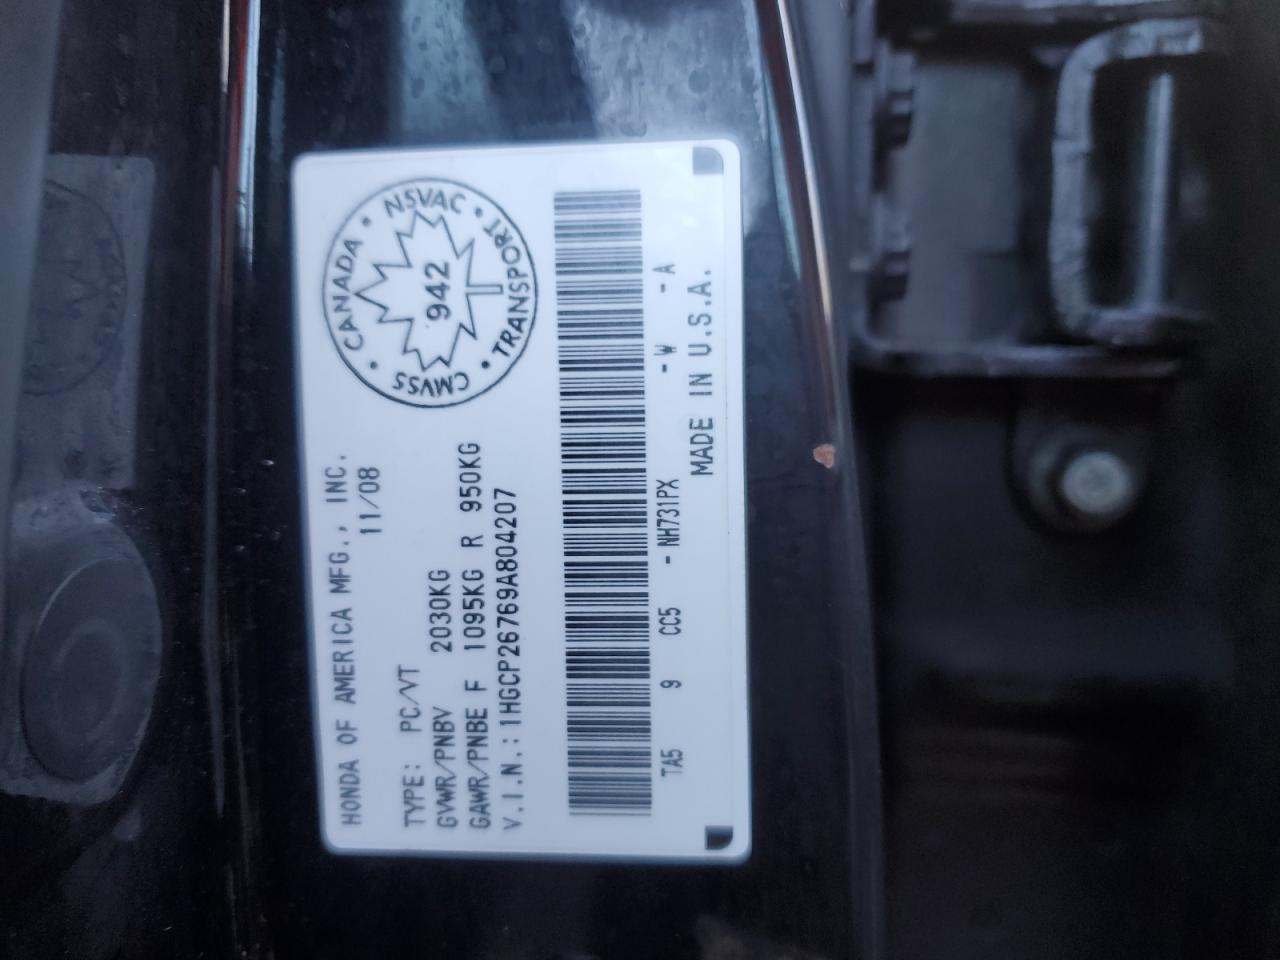 HONDA OF AMERICA MFG., INC.
11/08
TYPE: PC/VT
GVWR/PNBV 2030KG
GAWR/PNBE F 1095KG R 950KG
V.I.N.: 1HGCP26769A804207
CANADA • NSVAC • TRANSPORT • CMVSS •
942
TA5 9 CC5 - NH731PX - W - A
MADE IN U.S.A.